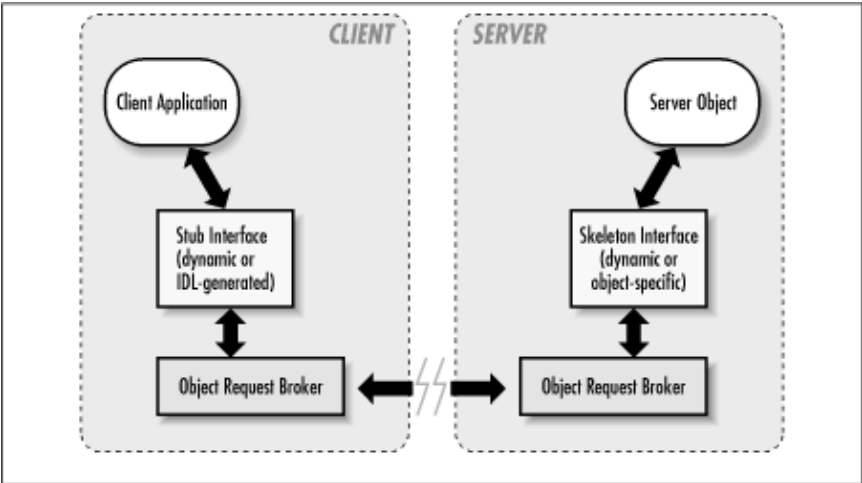 CLIENT
SERVER
Client Application
Server Object
Stub Interface
(dynamic or
IDL-generated)
Skeleton Interface
(dynamic or
object-specific)
Object Request Broker
Object Request Broker